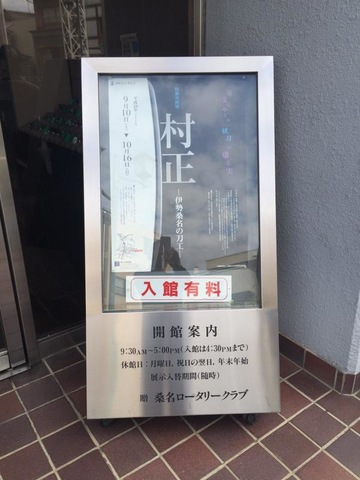 9月10日
10月16日
村正
―伊勢桑名の刀工―
入館有料
開館案内
9:30AM～5:00PM(入館は4:30PMまで)
休館日:月曜日,祝日の翌日,年末年始
展示入替期間(随時)
贈 桑名ロータリークラブ